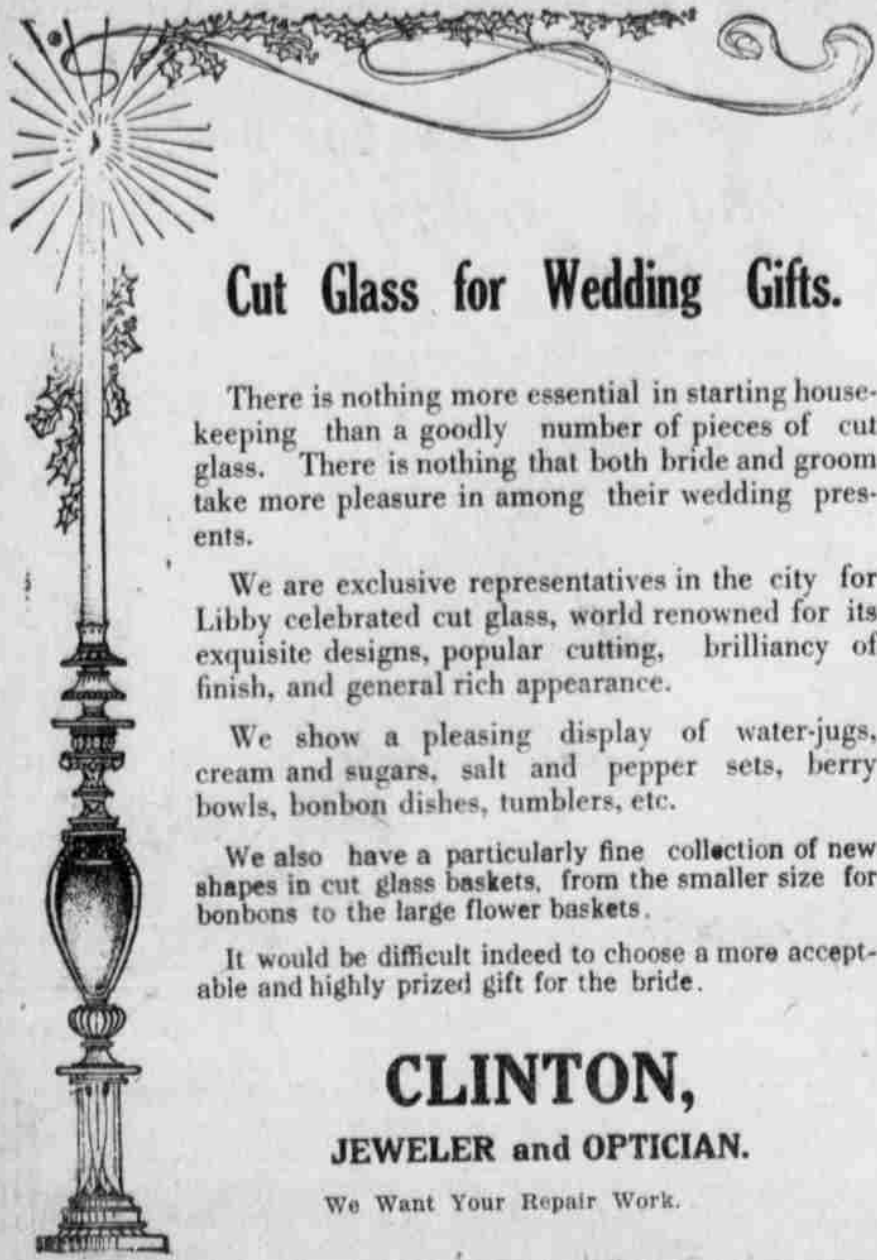 Cut Glass for Wedding Gifts.
There is nothing more essential in starting house-
keeping than a goodly number of pieces of cut
glass. There is nothing that both bride and groom
take more pleasure in among their wedding pres-
ents.
We are exclusive representatives in the city for
Libby celebrated cut glass, world renowned for its
exquisite designs, popular cutting, brilliancy of
finish, and general rich appearance.
We show a pleasing display of water-jugs,
cream and sugars, salt and pepper sets, berry
bowls, bonbon dishes, tumblers, etc.
We also have a particularly fine collection of new
shapes in cut glass baskets, from the smaller size for
bonbons to the large flower baskets.
It would be difficult indeed to choose a more accept-
able and highly prized gift for the bride.
CLINTON,
JEWELER and OPTICIAN.
We Want Your Repair Work.